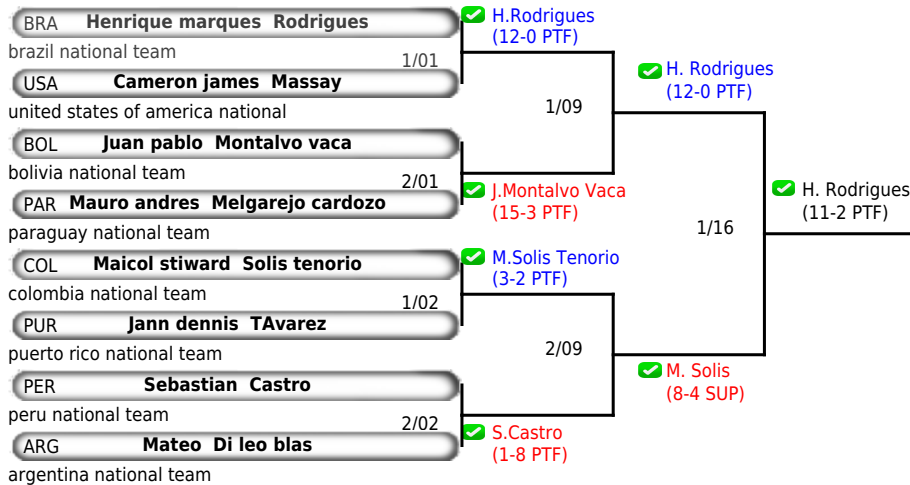 BRA Henrique marques Rodrigues
brazil national team
1/01
USA Cameron james Massay
united states of america national
BOL Juan pablo Montalvo vaca
bolivia national team
2/01
PAR Mauro andres Melgarejo cardozo
paraguay national team
COL Maicol stiward Solis tenorio
colombia national team
1/02
PUR Jann dennis TAvarez
puerto rico national team
PER Sebastian Castro
peru national team
2/02
ARG Mateo Di leo blas
argentina national team
H.Rodrigues
(12-0 PTF)
1/09
J.Montalvo Vaca
(15-3 PTF)
M.Solis Tenorio
(3-2 PTF)
2/09
S.Castro
(1-8 PTF)
H. Rodrigues
(12-0 PTF)
1/16
M. Solis
(8-4 SUP)
H. Rodrigues
(11-2 PTF)